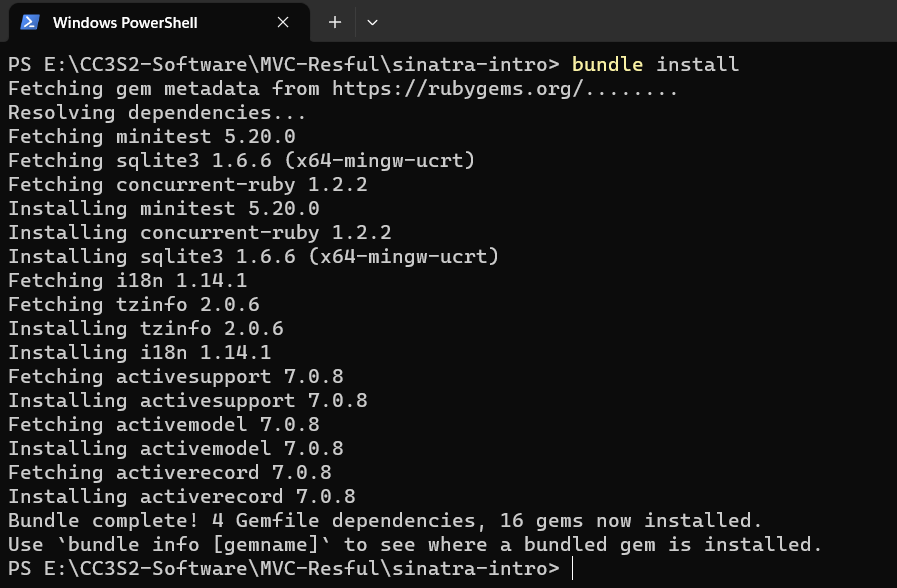 Windows PowerShell
PS E:\CC3S2-Software\MVC-Resful\sinatra-intro> bundle install
Fetching gem metadata from https://rubygems.org/........
Resolving dependencies...
Fetching minitest 5.20.0
Fetching sqlite3 1.6.6 (x64-mingw-ucrt)
Fetching concurrent-ruby 1.2.2
Installing minitest 5.20.0
Installing concurrent-ruby 1.2.2
Installing sqlite3 1.6.6 (x64-mingw-ucrt)
Fetching i18n 1.14.1
Fetching tzinfo 2.0.6
Installing tzinfo 2.0.6
Installing i18n 1.14.1
Fetching activesupport 7.0.8
Installing activesupport 7.0.8
Fetching activemodel 7.0.8
Installing activemodel 7.0.8
Fetching activerecord 7.0.8
Installing activerecord 7.0.8
Bundle complete! 4 Gemfile dependencies, 16 gems now installed.
Use `bundle info [gemname]` to see where a bundled gem is installed.
PS E:\CC3S2-Software\MVC-Resful\sinatra-intro>